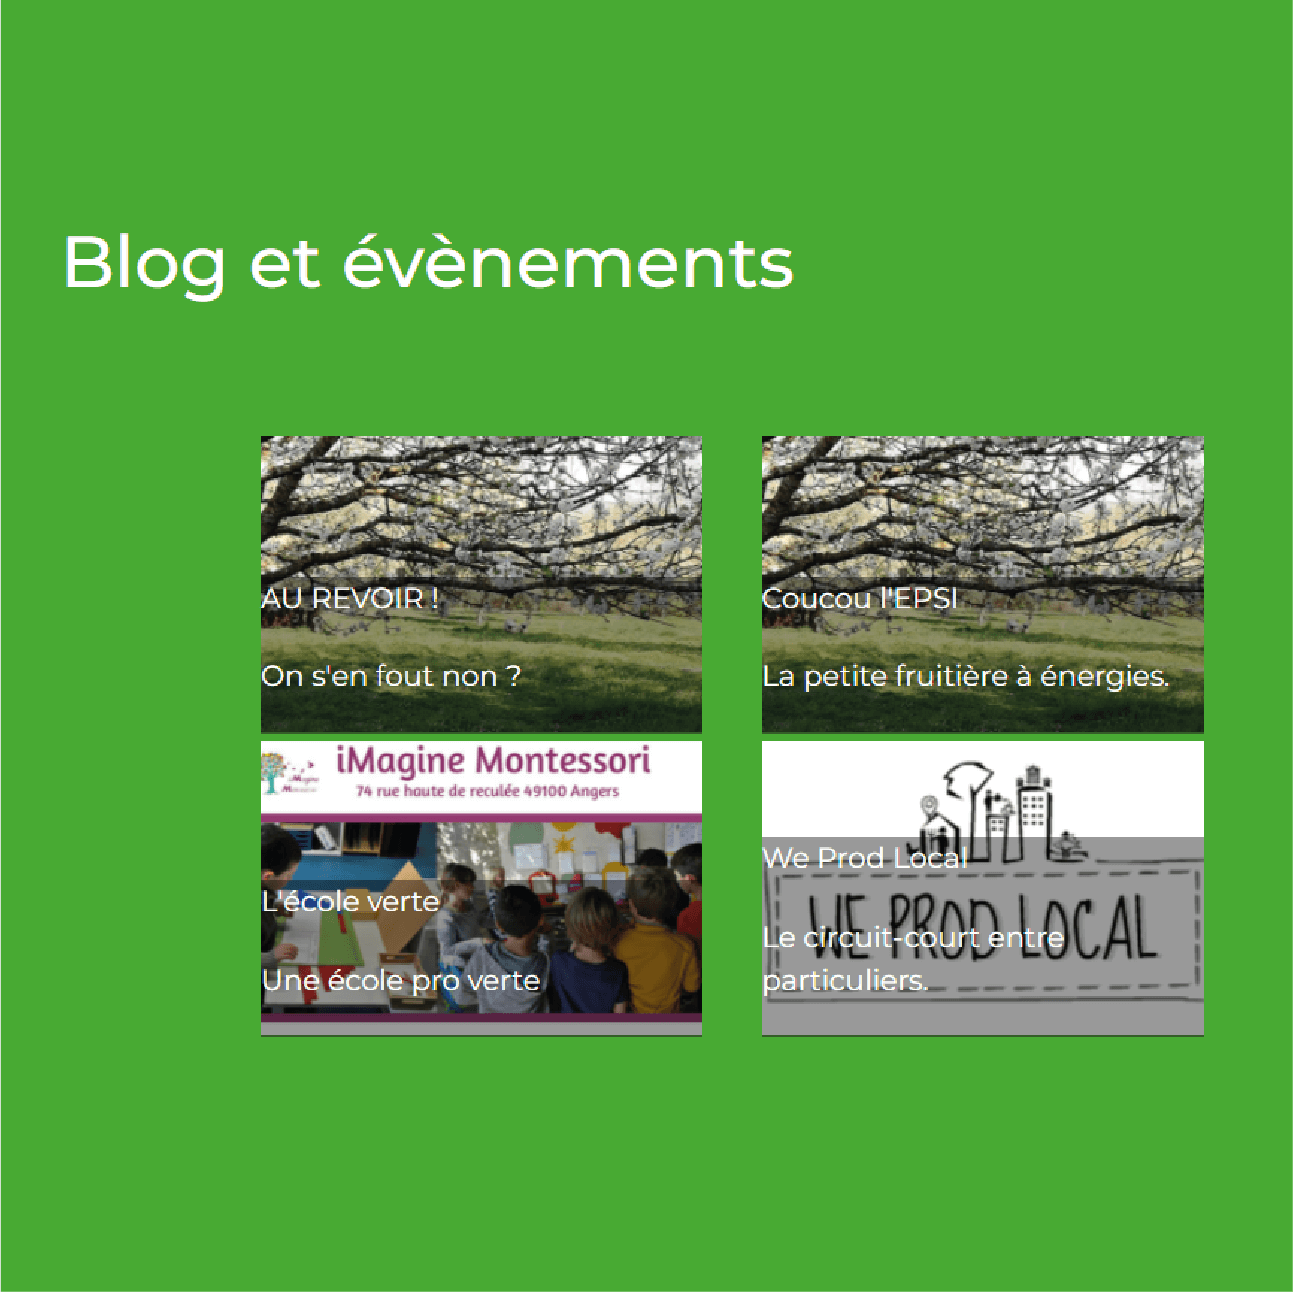 Blog et évènements
AU REVOIR !
On s'en fout non ?
Coucou l'EPSI
La petite fruitière à énergies.
iMagine Montessori
74 rue haute de reculée 49100 Angers
L'école verte
Une école pro verte
We Prod Local
WE PROD LOCAL
Le circuit-court entre
particuliers.